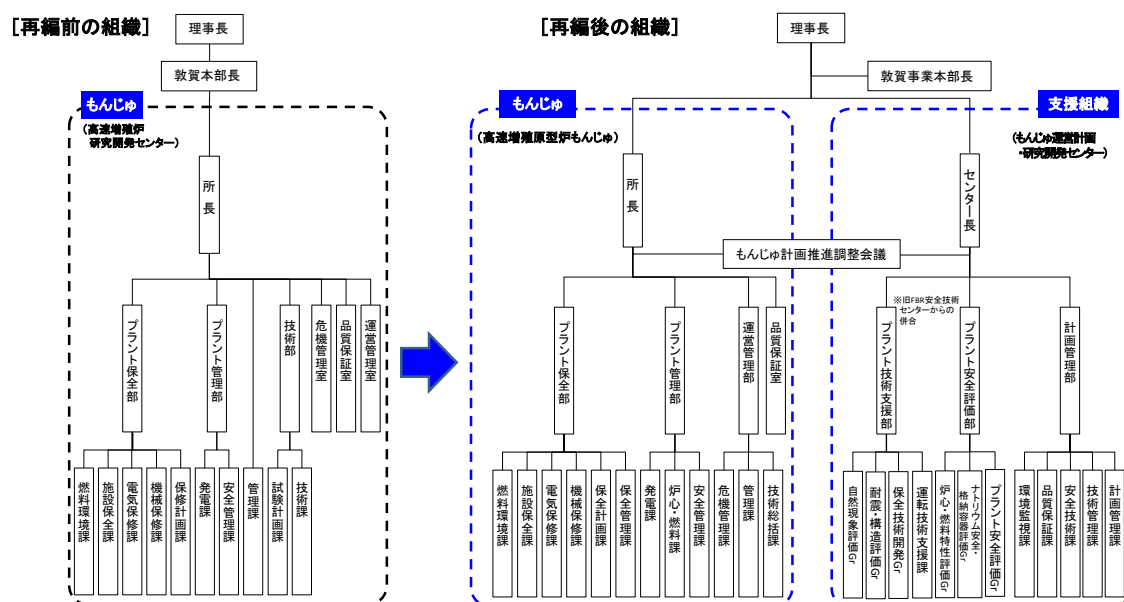 [再編前の組織]
理事長
敦賀本部長
もんじゅ
(高速増殖炉
研究開発センター)
所長
プラント保全部
プラント管理部
技術部
危機管理室
品質保証室
運営管理室
燃料環境課
施設保全課
電気保修課
機械保修課
保修計画課
発電課
安全管理課
管理課
試験計画課
技術課
[再編後の組織]
理事長
敦賀事業本部長
もんじゅ
(高速増殖原型炉もんじゅ)
支援組織
(もんじゅ運営計画
・研究開発センター)
所長
センター長
もんじゅ計画推進調整会議
※旧FBR安全技術
センターからの
併合
プラント保全部
プラント管理部
運営管理部
品質保証室
プラント技術支援部
プラント安全評価部
計画管理部
燃料環境課
施設保全課
電気保修課
機械保修課
保全計画課
保全管理課
発電課
炉心・燃料課
安全管理課
危機管理課
管理課
技術総括課
自然現象評価Gr
耐震・構造評価Gr
保全技術開発Gr
運転技術支援課
炉心・燃料特性評価Gr
ナトリウム安全・
格納容器評価Gr
プラント安全評価Gr
環境監視課
品質保証課
安全技術課
技術管理課
計画管理課